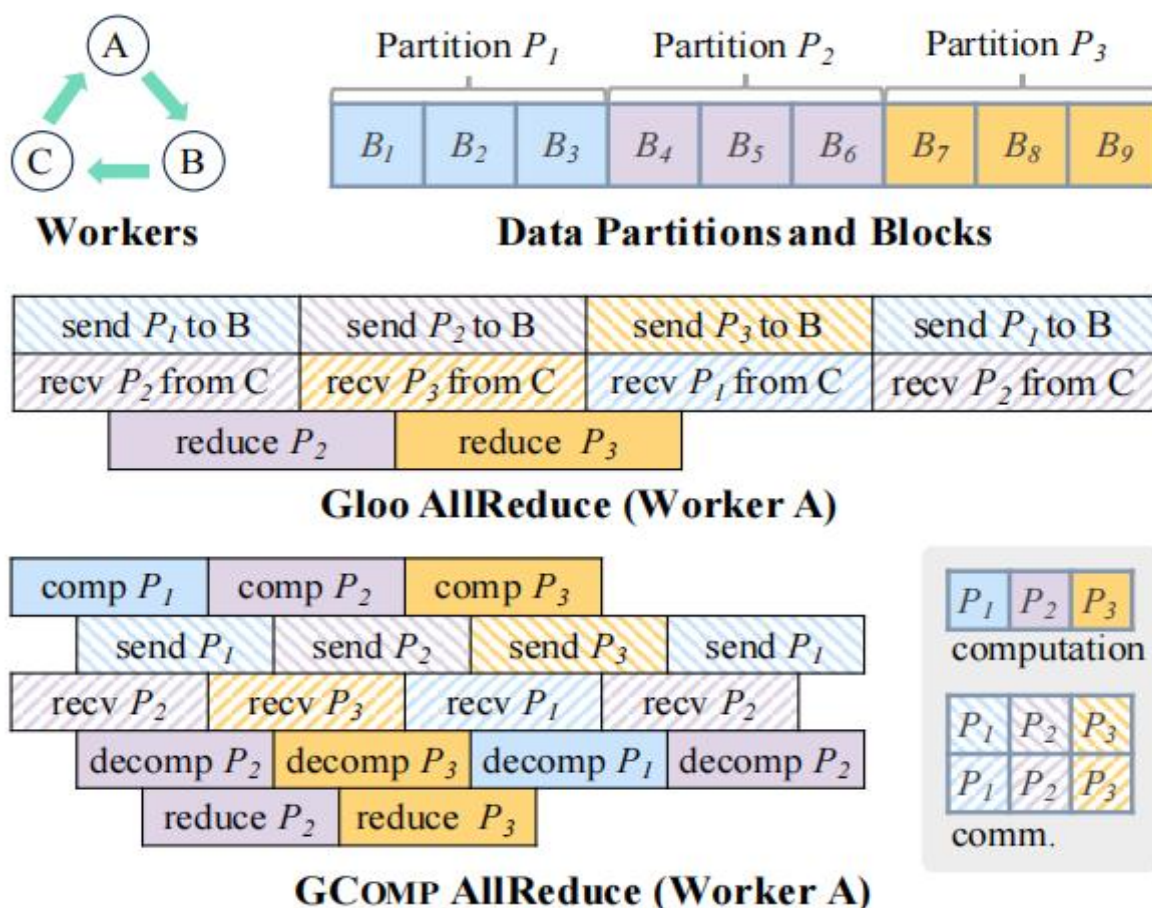 A
C B
Workers
Partition P1 Partition P2 Partition P3
B1 B2 B3 B4 B5 B6 B7 B8 B9
Data Partitions and Blocks
send P1 to B send P2 to B send P3 to B send P1 to B
recv P2 from C recv P3 from C recv P1 from C recv P2 from C
reduce P2 reduce P3
Gloo AllReduce (Worker A)
comp P1 comp P2 comp P3
send P1 send P2 send P3 send P1
recv P2 recv P3 recv P1 recv P2
decomp P2 decomp P3 decomp P1 decomp P2
reduce P2 reduce P3
GCOMP AllReduce (Worker A)
P1 P2 P3
computation
P1 P2 P3
P1 P2 P3
comm.